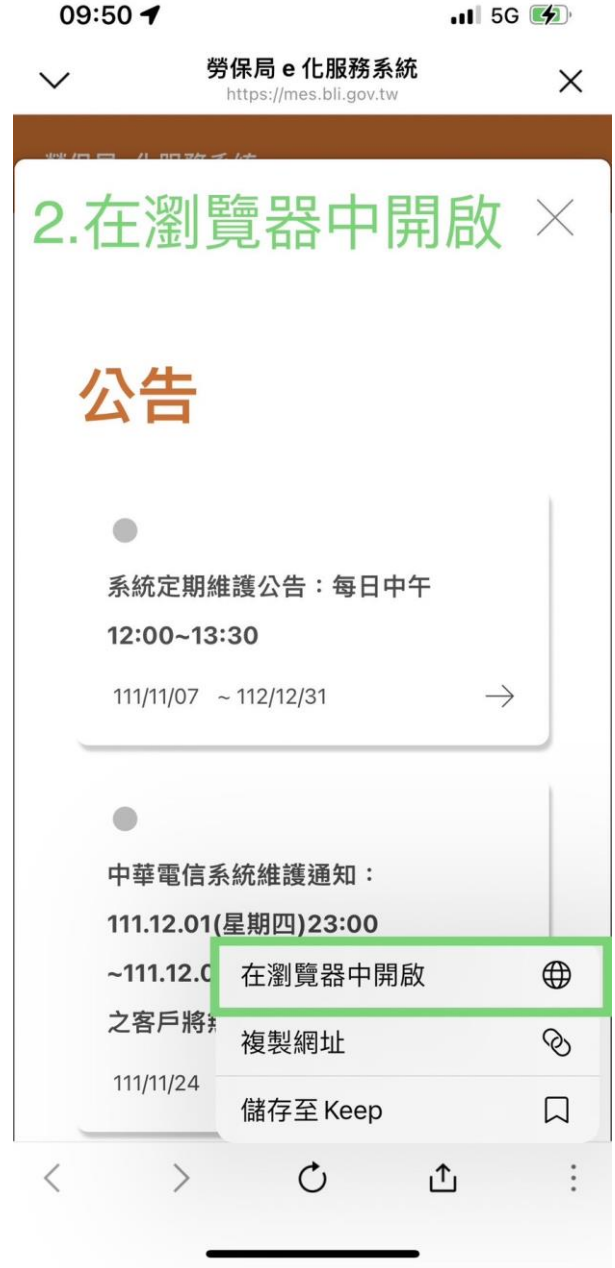 09:50
5G
勞保局 e 化服務系統
https://mes.bli.gov.tw
2.在瀏覽器中開啟
公告
系統定期維護公告：每日中午
12:00~13:30
111/11/07 ~ 112/12/31
中華電信系統維護通知：
111.12.01(星期四)23:00
~111.12.0
之客戶將
111/11/24
在瀏覽器中開啟
複製網址
儲存至 Keep